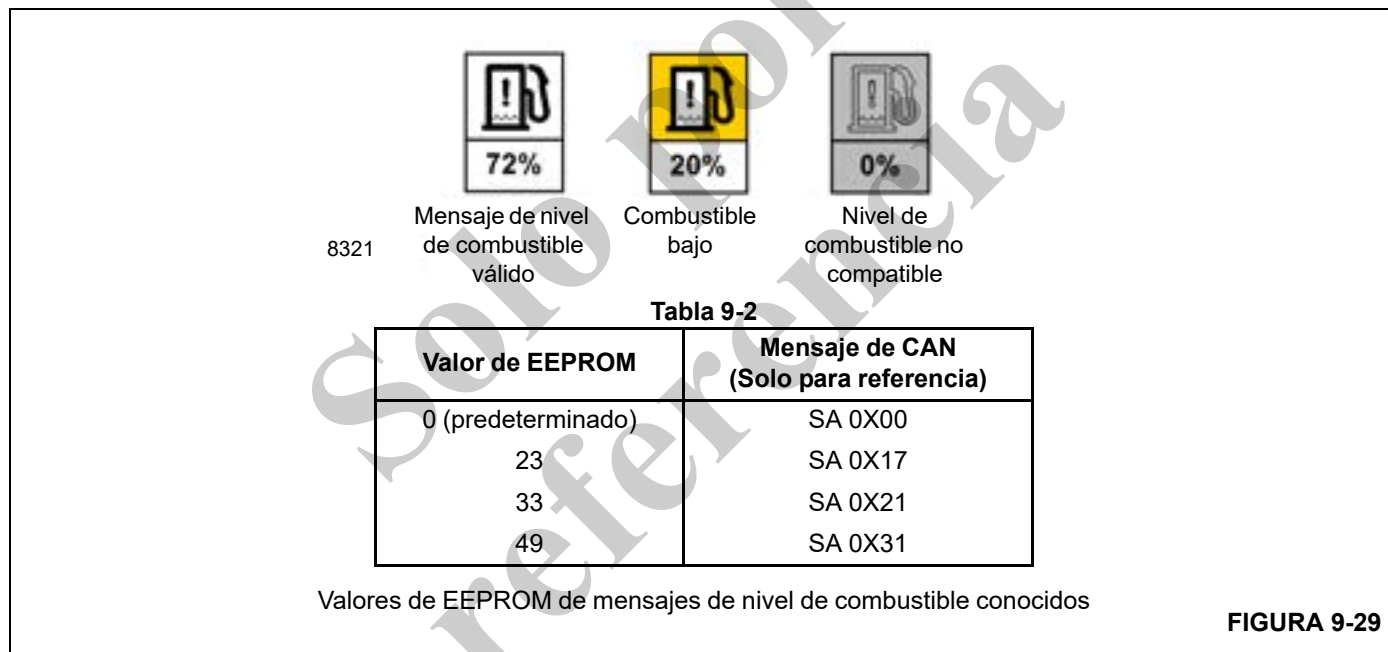 72%
20%
0%
8321
Mensaje de nivel
de combustible
válido
Combustible
bajo
Nivel de
combustible no
compatible
Tabla 9-2
Valor de EEPROM
Mensaje de CAN
(Solo para referencia)
0 (predeterminado)
SA 0X00
23
SA 0X17
33
SA 0X21
49
SA 0X31
Valores de EEPROM de mensajes de nivel de combustible conocidos
FIGURA 9-29
Solo por
referencia